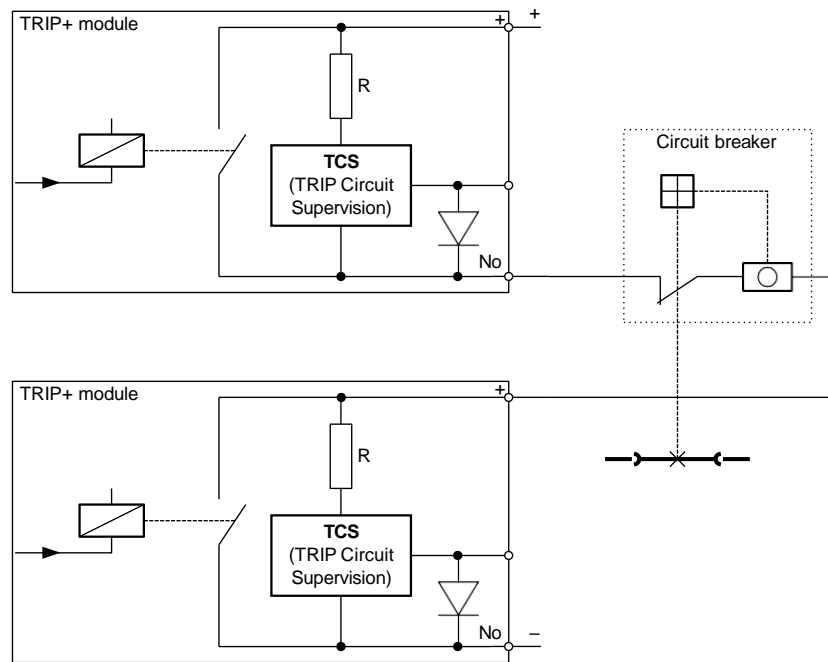 TRIP+ module
+ +
R
TCS
(TRIP Circuit
Supervision)
No
Circuit breaker
TRIP+ module
+
R
TCS
(TRIP Circuit
Supervision)
No –